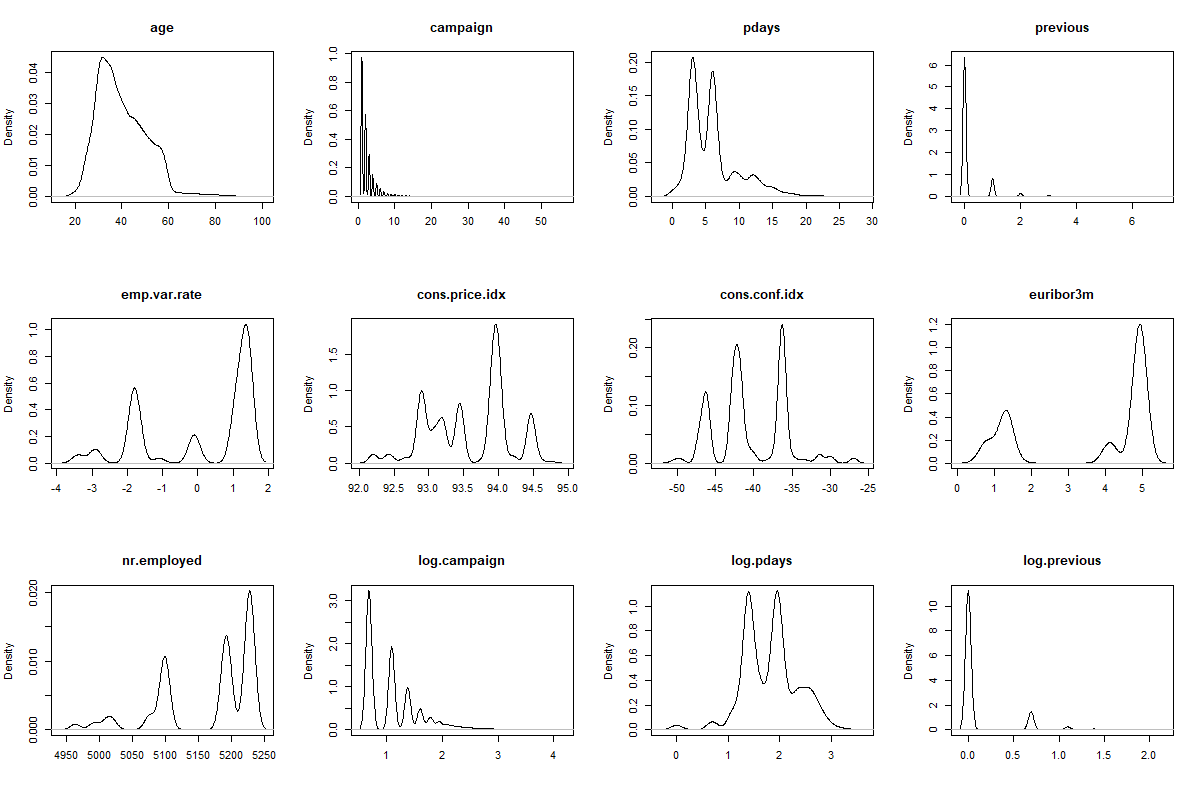 age
Density
0.00 0.01 0.02 0.03 0.04
20 40 60 80 100
campaign
Density
0.0 0.2 0.4 0.6 0.8 1.0
0 10 20 30 40 50
pdays
Density
0.00 0.05 0.10 0.15 0.20
0 5 10 15 20 25 30
previous
Density
0 1 2 3 4 5 6
0 2 4 6
emp.var.rate
Density
0.0 0.2 0.4 0.6 0.8 1.0
-4 -3 -2 -1 0 1 2
cons.price.idx
Density
0.0 0.5 1.0 1.5
92.0 92.5 93.0 93.5 94.0 94.5 95.0
cons.conf.idx
Density
0.00 0.10 0.20
-50 -45 -40 -35 -30 -25
euribor3m
Density
0.0 0.2 0.4 0.6 0.8 1.0 1.2
0 1 2 3 4 5
nr.employed
Density
0.000 0.010 0.020
4950 5000 5050 5100 5150 5200 5250
log.campaign
Density
0.0 1.0 2.0 3.0
1 2 3 4
log.pdays
Density
0.0 0.2 0.4 0.6 0.8 1.0
0 1 2 3
log.previous
Density
0 2 4 6 8 10
0.0 0.5 1.0 1.5 2.0